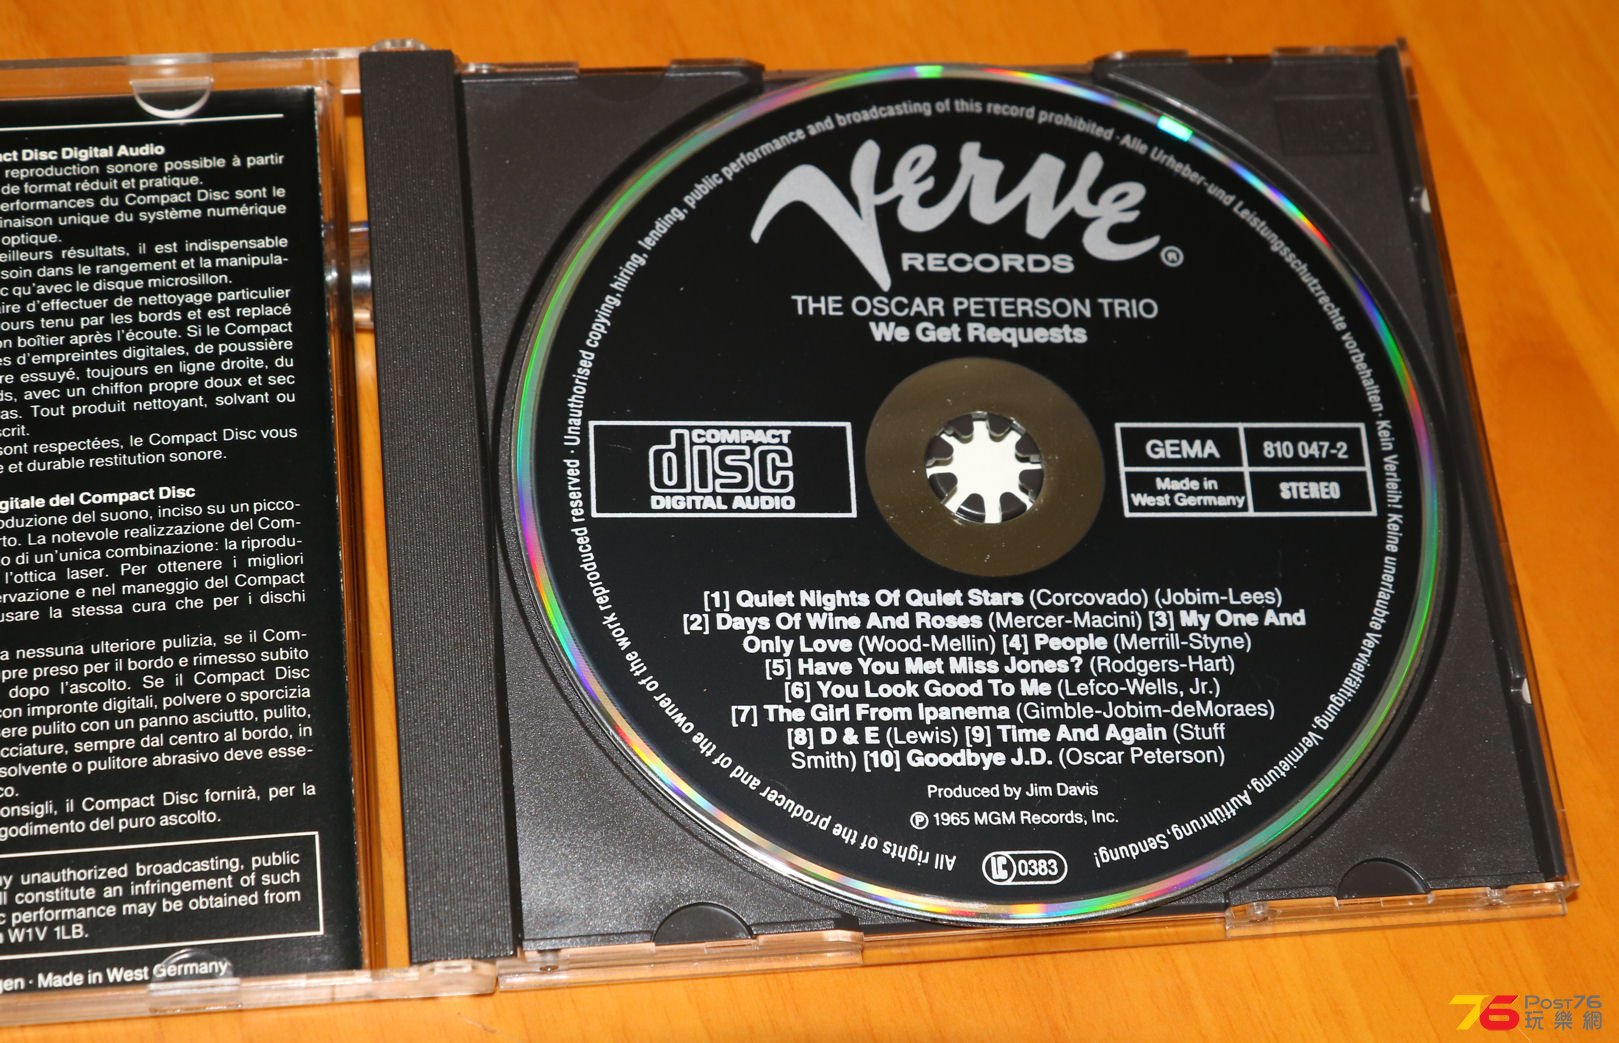 ct Disc Digital Audio
reproduction sonore possible à partir
de format réduit et pratique.
erformances du Compact Disc sont le
inaison unique du système numérique
optique.
eilleurs résultats, il est indispensable
soin dans le rangement et la manipula-
c qu'avec le disque microsillon.
ire d'effectuer de nettoyage particulier
ours tenu par les bords et est replacé
on boîtier après l'écoute. Si le Compact
es d'empreintes digitales, de poussière
re essuyé, toujours en ligne droite, du
ds, avec un chiffon propre doux et sec
as. Tout produit nettoyant, solvant ou
scrit.
sont respectées, le Compact Disc vous
e et durable restitution sonore.
gitale del Compact Disc
oduzione del suono, inciso su un picco-
rto. La notevole realizzazione del Com-
o di un'unica combinazione: la riprodu-
l'ottica laser. Per ottenere i migliori
ervazione e nel maneggio del Compact
usare la stessa cura che per i dischi
a nessuna ulteriore pulizia, se il Com-
pre preso per il bordo e rimesso subito
dopo l'ascolto. Se il Compact Disc
con impronte digitali, polvere o sporcizia
sere pulito con un panno asciutto, pulito,
cciature, sempre dal centro al bordo, in
solvente o pulitore abrasivo deve esse-
co.
onsigli, il Compact Disc fornirà, per la
godimento del puro ascolto.
ny unauthorized broadcasting, public
ll constitute an infringement of such
c performance may be obtained from
W1V 1LB.
gen · Made in West Germany
All rights of the producer and of the owner of the work reproduced reserved · Unauthorised copying, hiring, lending, public performance and broadcasting of this record prohibited · Alle Urheber- und Leistungsschutzrechte vorbehalten · Kein Verleih! Keine unerlaubte Vervielfältigung, Vermietung, Aufführung, Sendung!
VERVE ®
RECORDS
THE OSCAR PETERSON TRIO
We Get Requests
COMPACT
disc
DIGITAL AUDIO
GEMA
810 047-2
Made in
West Germany
STEREO
[1] Quiet Nights Of Quiet Stars (Corcovado) (Jobim-Lees)
[2] Days Of Wine And Roses (Mercer-Macini) [3] My One And
Only Love (Wood-Mellin) [4] People (Merrill-Styne)
[5] Have You Met Miss Jones? (Rodgers-Hart)
[6] You Look Good To Me (Lefco-Wells, Jr.)
[7] The Girl From Ipanema (Gimble-Jobim-deMoraes)
[8] D & E (Lewis) [9] Time And Again (Stuff
Smith) [10] Goodbye J.D. (Oscar Peterson)
Produced by Jim Davis
℗ 1965 MGM Records, Inc.
LC 0383
76 POST76
玩樂網